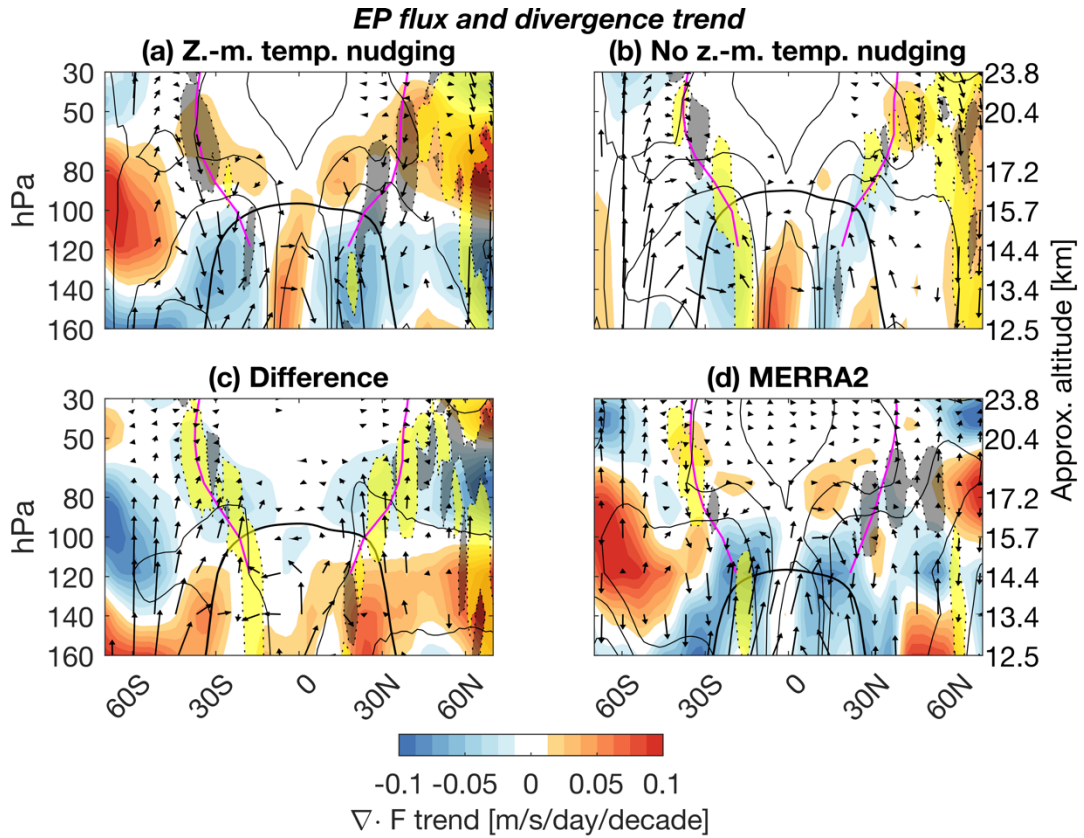 EP flux and divergence trend
(a) Z.-m. temp. nudging
(b) No z.-m. temp. nudging
30
50
80
100
120
140
160
hPa
23.8
20.4
17.2
15.7
14.4
13.4
12.5
(c) Difference
(d) MERRA2
30
50
80
100
120
140
160
hPa
23.8
20.4
17.2
15.7
14.4
13.4
12.5
Approx. altitude [km]
60S 30S 0 30N 60N
60S 30S 0 30N 60N
-0.1 -0.05 0 0.05 0.1
∇· F trend [m/s/day/decade]